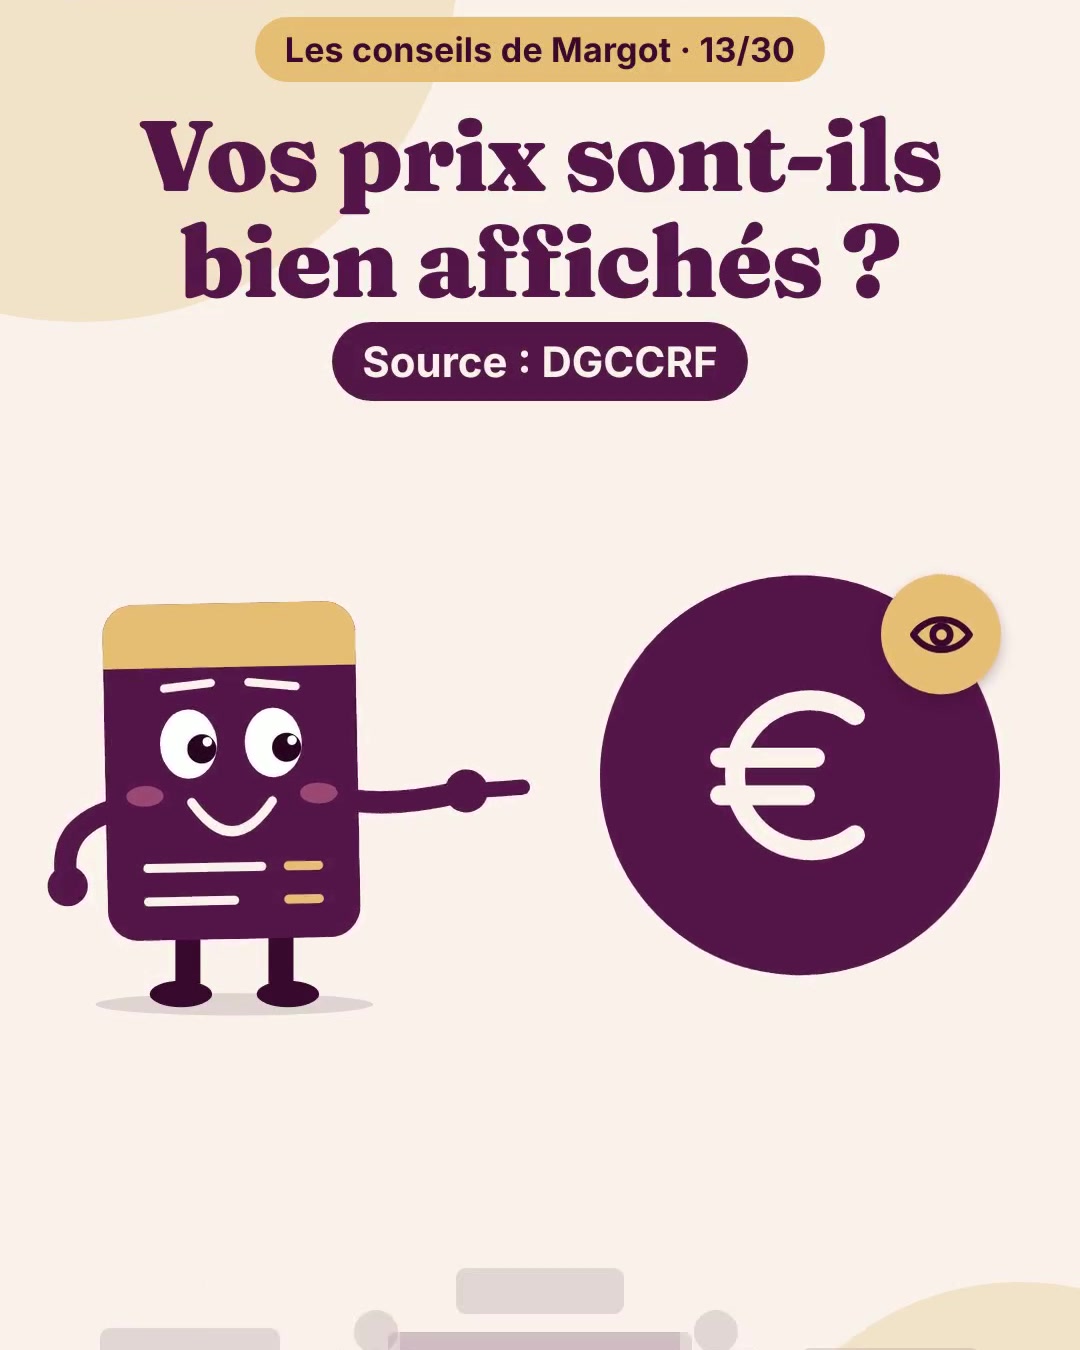 Les conseils de Margot · 13/30
Vos prix sont-ils
bien affichés ?
Source : DGCCRF
€